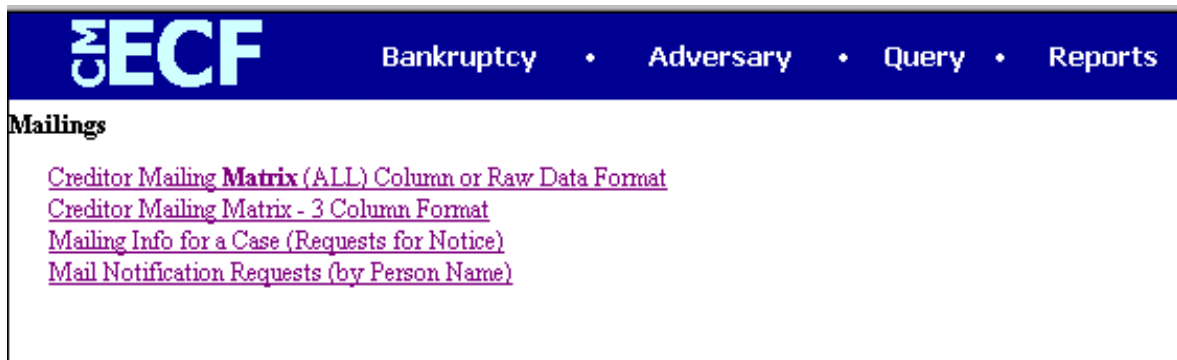 CM ECF Bankruptcy • Adversary • Query • Reports
Mailings
Creditor Mailing Matrix (ALL) Column or Raw Data Format
Creditor Mailing Matrix - 3 Column Format
Mailing Info for a Case (Requests for Notice)
Mail Notification Requests (by Person Name)